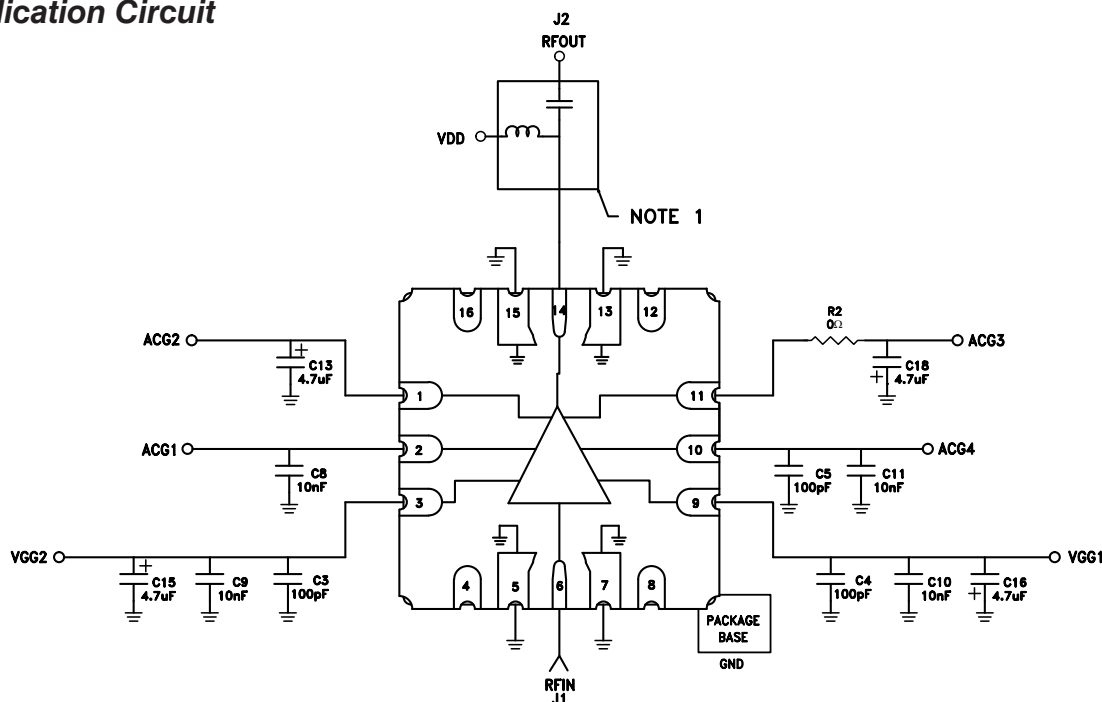 lication Circuit
J2
RFOUT
VDD
NOTE 1
16
15
14
13
12
ACG2
+
C13
4.7uF
1
11
R2
0Ω
ACG3
+
C18
4.7uF
ACG1
C8
10nF
2
10
C5
100pF
C11
10nF
ACG4
3
9
VGG2
+
C15
4.7uF
C9
10nF
C3
100pF
4
5
6
7
8
C4
100pF
C10
10nF
+
C16
4.7uF
VGG1
PACKAGE
BASE
GND
RFIN
J1